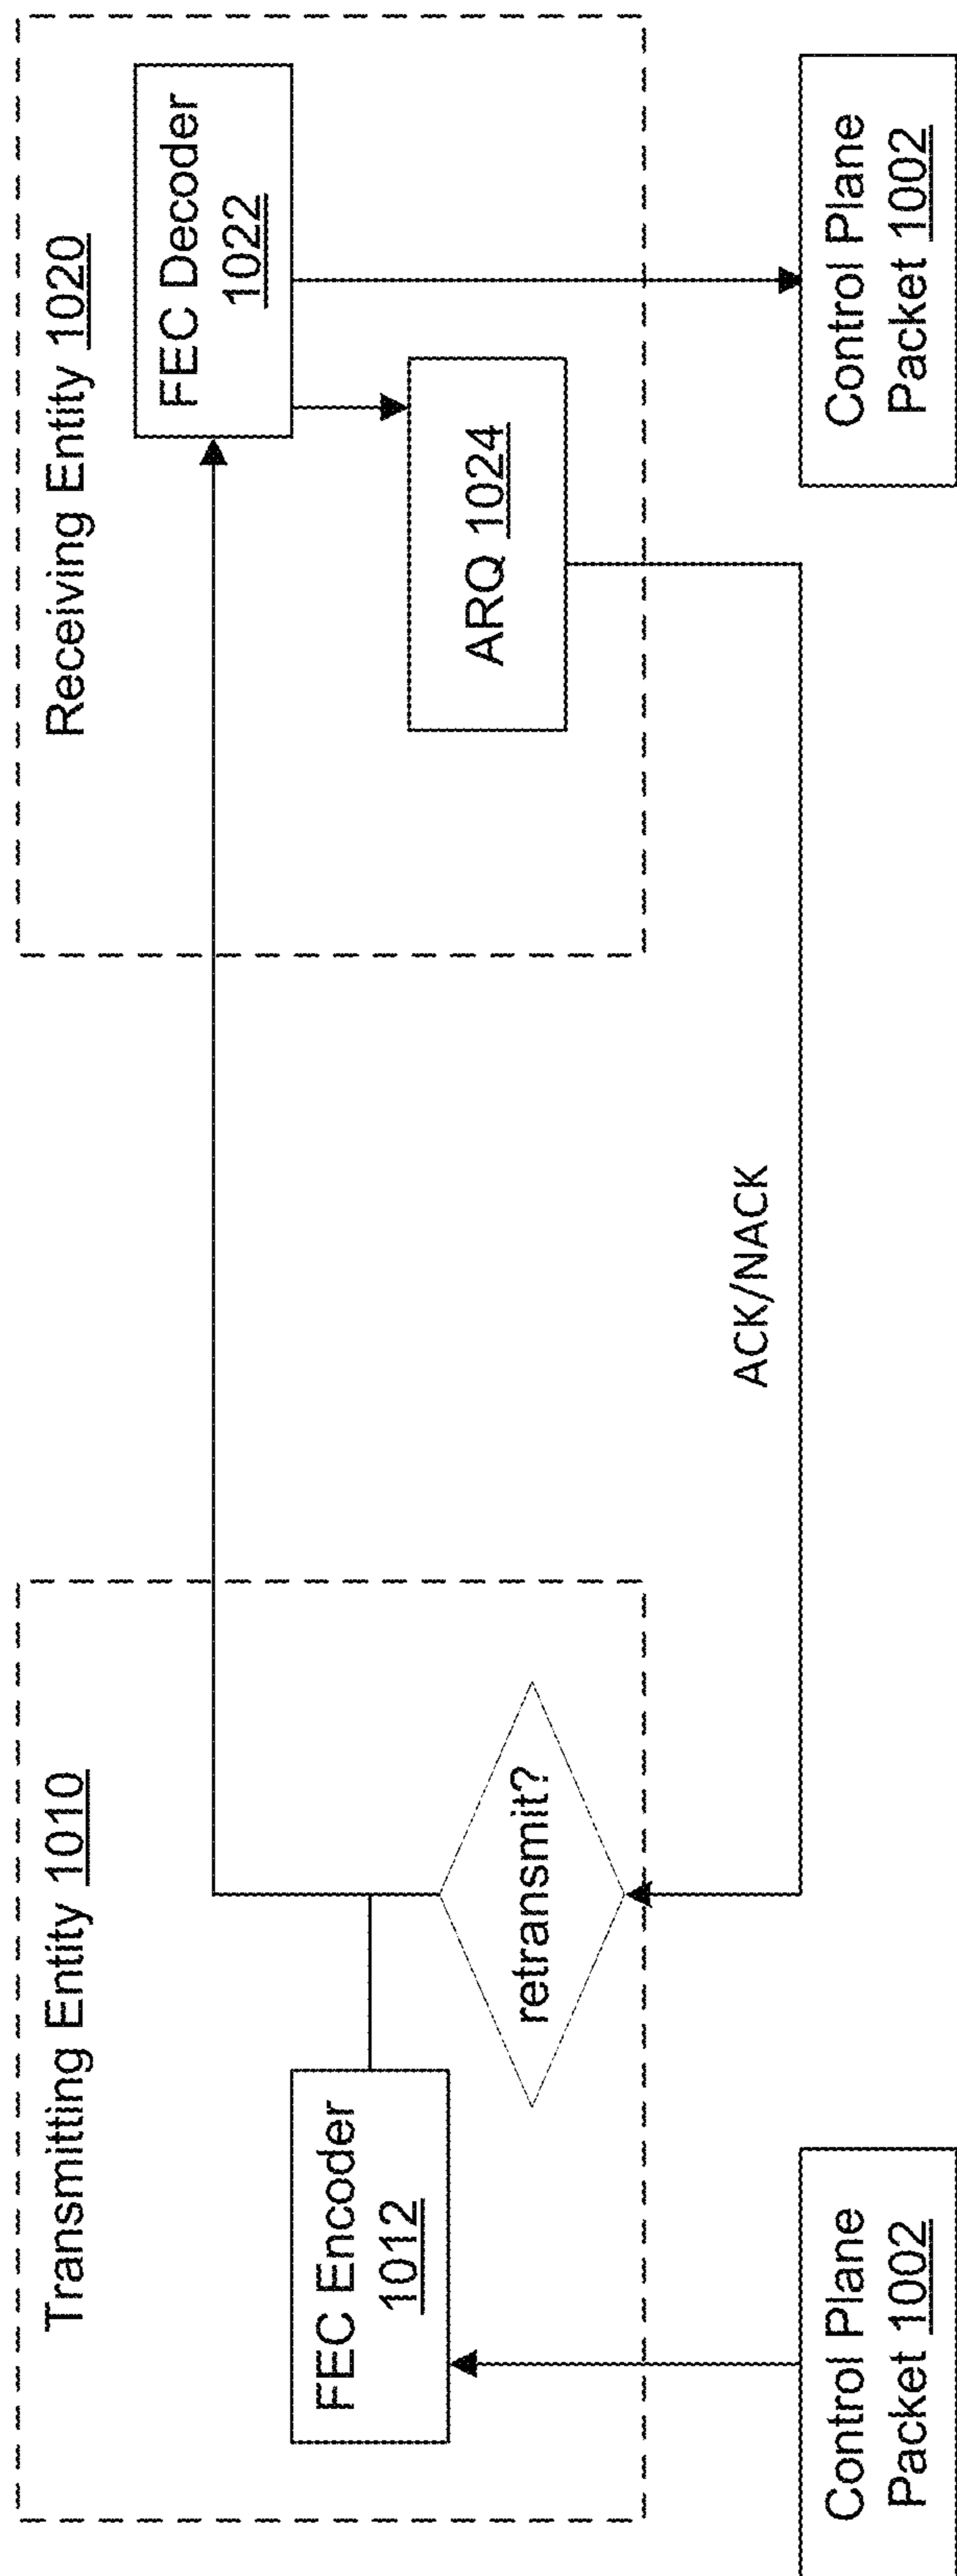 Transmitting Entity 1010
Receiving Entity 1020
FEC Encoder
1012
retransmit?
FEC Decoder
1022
ARQ 1024
ACK/NACK
Control Plane
Packet 1002
Control Plane
Packet 1002